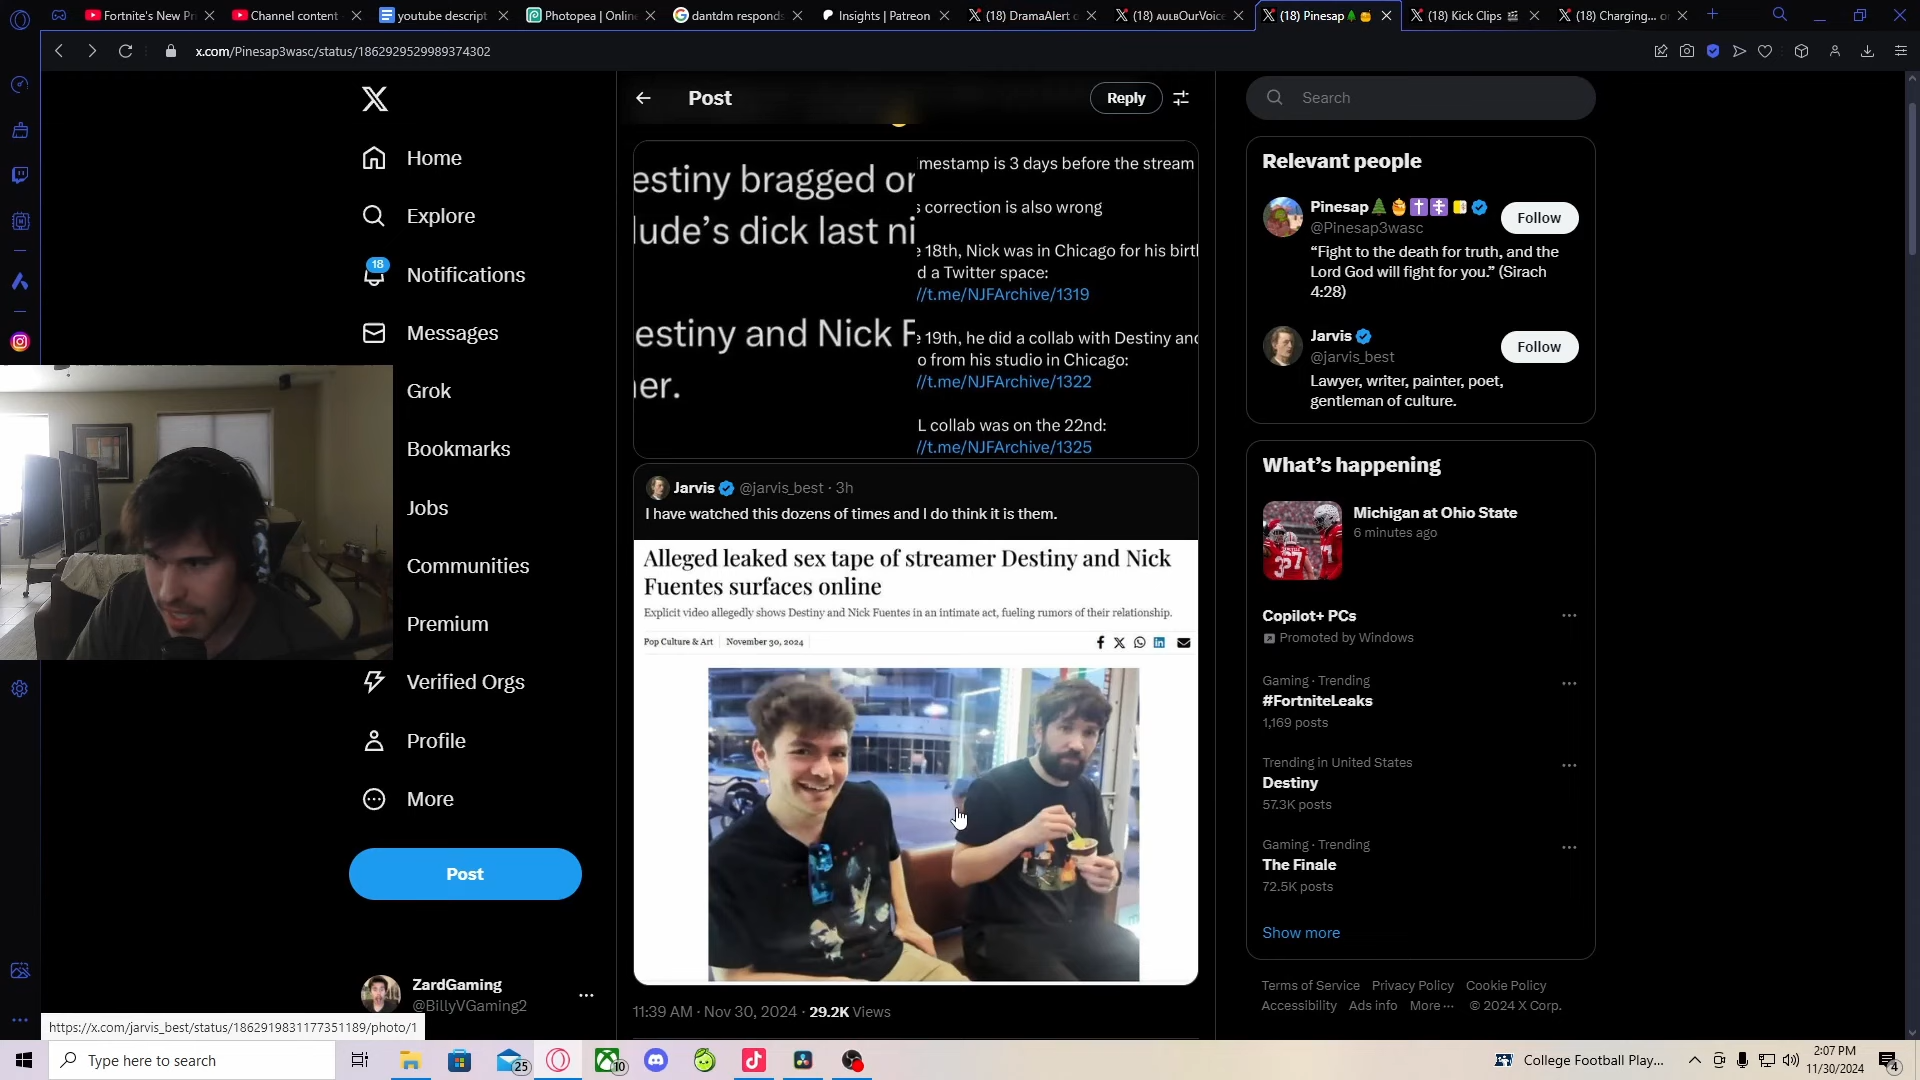 Fortnite's New Pr
Channel content
youtube descript
Photopea | Onlin
dantdm responds
Insights | Patreon
(18) DramaAlert o
(18) ᴀᴜʟʙOurVoice
(18) Pinesap🌲🍯
(18) Kick Clips 🎬
(18) Charging... o
x.com/Pinesap3wasc/status/1862929529989374302
Home
Explore
18
Notifications
Messages
Grok
Bookmarks
Jobs
Communities
Premium
Verified Orgs
Profile
More
Post
ZardGaming
@BillyVGaming2
https://x.com/jarvis_best/status/1862919831177351189/photo/1
Post
Reply
estiny bragged or
lude's dick last ni
estiny and Nick F
ner.
mestamp is 3 days before the stream
s correction is also wrong
e 18th, Nick was in Chicago for his birth
d a Twitter space:
//t.me/NJFArchive/1319
e 19th, he did a collab with Destiny and
o from his studio in Chicago:
//t.me/NJFArchive/1322
L collab was on the 22nd:
//t.me/NJFArchive/1325
Jarvis @jarvis_best · 3h
I have watched this dozens of times and I do think it is them.
Alleged leaked sex tape of streamer Destiny and Nick
Fuentes surfaces online
Explicit video allegedly shows Destiny and Nick Fuentes in an intimate act, fueling rumors of their relationship.
Pop Culture & Art | November 30, 2024
11:39 AM · Nov 30, 2024 · 29.2K Views
Search
Relevant people
Pinesap🌲🍯✝️☦️🇻🇦
@Pinesap3wasc
Follow
“Fight to the death for truth, and the
Lord God will fight for you.” (Sirach
4:28)
Jarvis
@jarvis_best
Follow
Lawyer, writer, painter, poet,
gentleman of culture.
What’s happening
Michigan at Ohio State
6 minutes ago
Copilot+ PCs
Promoted by Windows
Gaming · Trending
#FortniteLeaks
1,169 posts
Trending in United States
Destiny
57.3K posts
Gaming · Trending
The Finale
72.5K posts
Show more
Terms of Service Privacy Policy Cookie Policy
Accessibility Ads info More ··· © 2024 X Corp.
Type here to search
25
10
College Football Play...
2:07 PM
11/30/2024
4